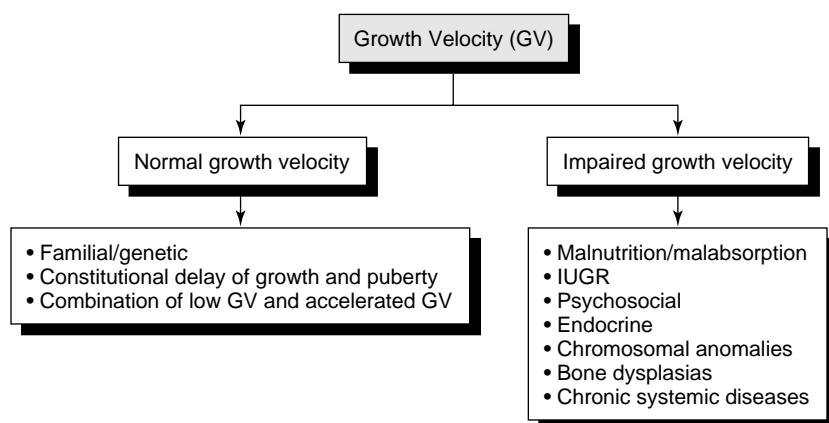 Growth Velocity (GV)
Normal growth velocity
Impaired growth velocity
• Familial/genetic
• Constitutional delay of growth and puberty
• Combination of low GV and accelerated GV
• Malnutrition/malabsorption
• IUGR
• Psychosocial
• Endocrine
• Chromosomal anomalies
• Bone dysplasias
• Chronic systemic diseases